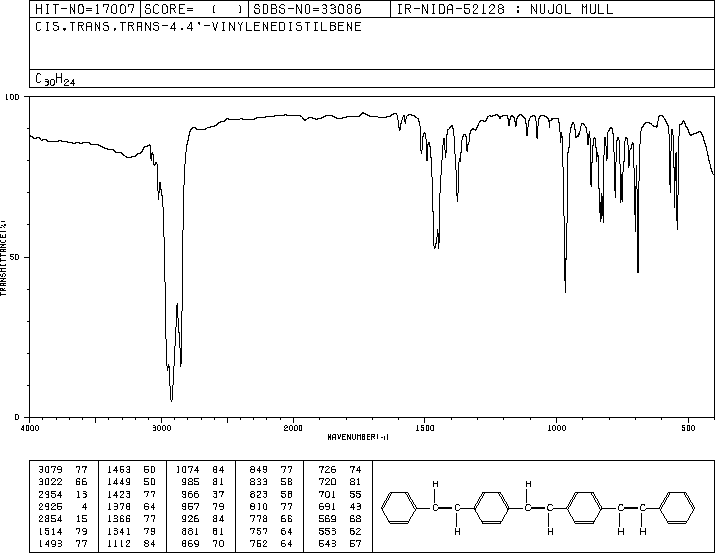 HIT-NO=17007 SCORE= ( ) SDBS-NO=33086 IR-NIDA-52128 : NUJOL MULL
CIS,TRANS,TRANS-4,4'-VINYLENEDISTILBENE
C30H24
100
50
0
TRANSMITTANCE(%)
4000 3000 2000 1500 1000 500
WAVENUMBER(-1)
3079 77 1463 50 1074 84 849 77 726 74
3022 66 1449 50 985 81 833 58 720 81
2954 13 1423 77 966 37 823 58 701 55
2925 4 1378 64 957 79 810 77 691 43
2854 15 1366 77 926 84 778 66 569 68
1514 79 1341 79 881 81 757 64 553 62
1493 77 1112 84 869 70 752 64 543 57
H H
H H H H